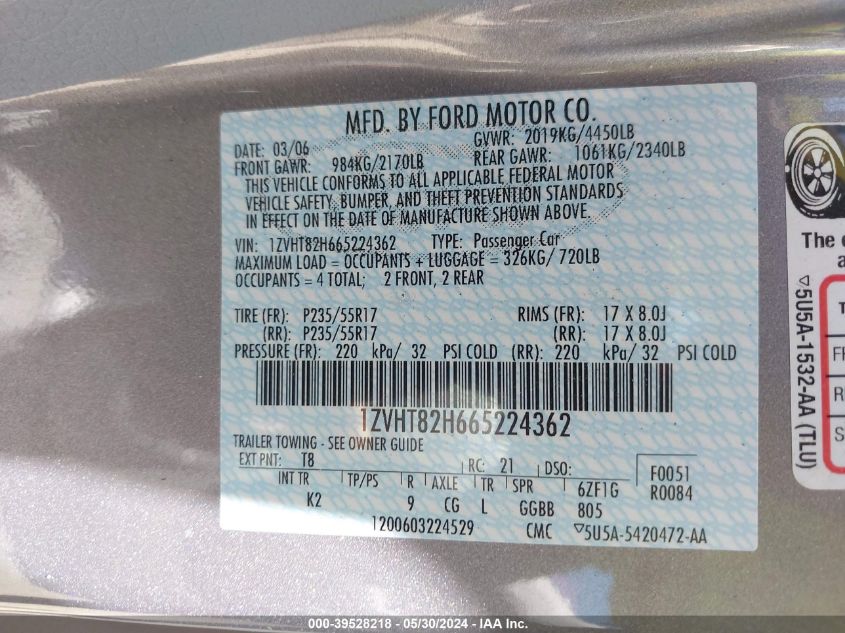 MFD. BY FORD MOTOR CO.
DATE: 03/06 GVWR: 2019KG/4450LB
FRONT GAWR: 984KG/2170LB REAR GAWR: 1061KG/2340LB
THIS VEHICLE CONFORMS TO ALL APPLICABLE FEDERAL MOTOR
VEHICLE SAFETY, BUMPER, AND THEFT PREVENTION STANDARDS
IN EFFECT ON THE DATE OF MANUFACTURE SHOWN ABOVE.
VIN: 1ZVHT82H665224362 TYPE: Passenger Car
MAXIMUM LOAD = OCCUPANTS + LUGGAGE = 326KG/ 720LB
OCCUPANTS = 4 TOTAL; 2 FRONT, 2 REAR
TIRE (FR): P235/55R17 RIMS (FR): 17 X 8.0J
(RR): P235/55R17 (RR): 17 X 8.0J
PRESSURE (FR): 220 kPa/ 32 PSI COLD (RR): 220 kPa/ 32 PSI COLD
1ZVHT82H665224362
TRAILER TOWING - SEE OWNER GUIDE
EXT PNT: T8 RC: 21 DSO: F0051
INT TR TP/PS R AXLE TR SPR 6ZF1G R0084
K2 9 CG L GGBB 805
1200603224529 CMC 5U5A-5420472-AA
The
a
T
F
R
S
5U5A-1532-AA (TLU)
000-39528218 - 05/30/2024 - IAA Inc.